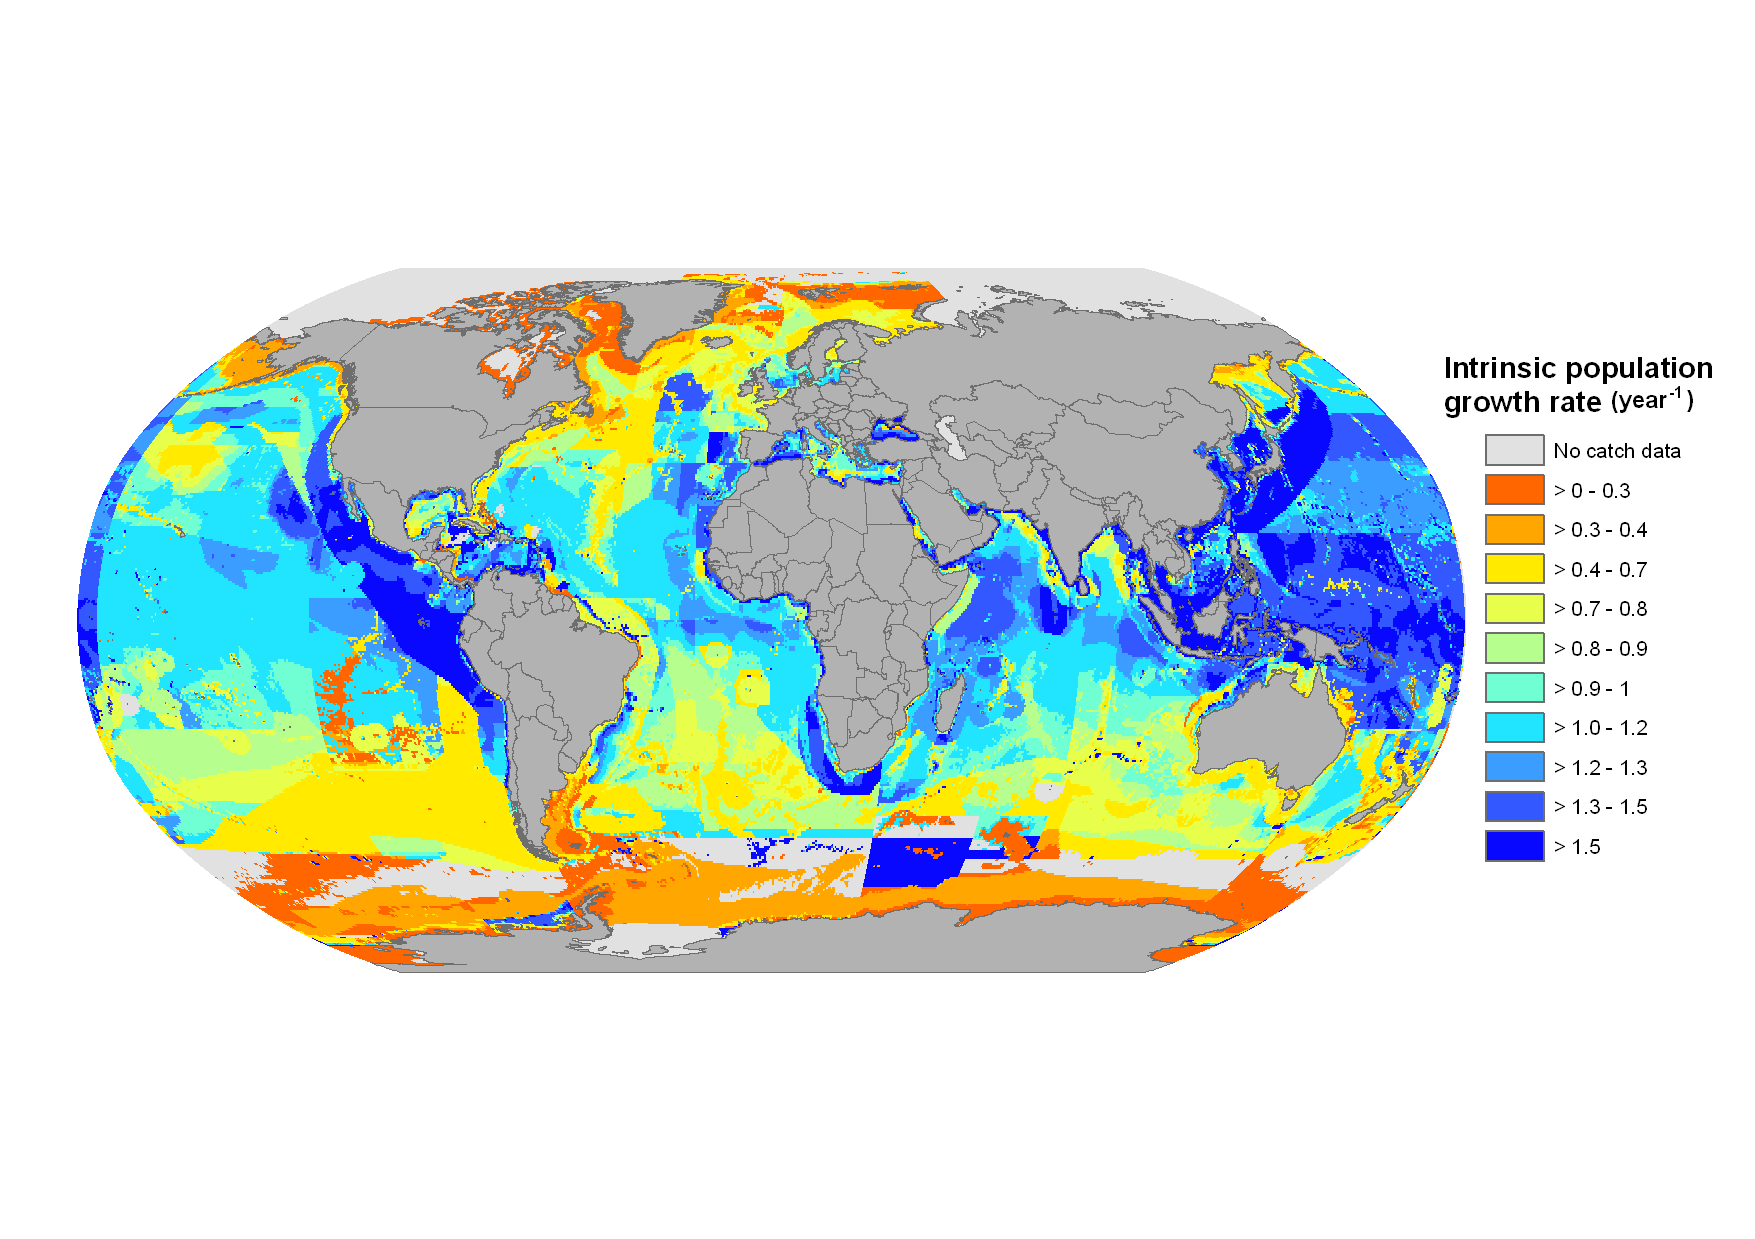 Intrinsic population
growth rate (year-1)
No catch data
> 0 - 0.3
> 0.3 - 0.4
> 0.4 - 0.7
> 0.7 - 0.8
> 0.8 - 0.9
> 0.9 - 1
> 1.0 - 1.2
> 1.2 - 1.3
> 1.3 - 1.5
> 1.5